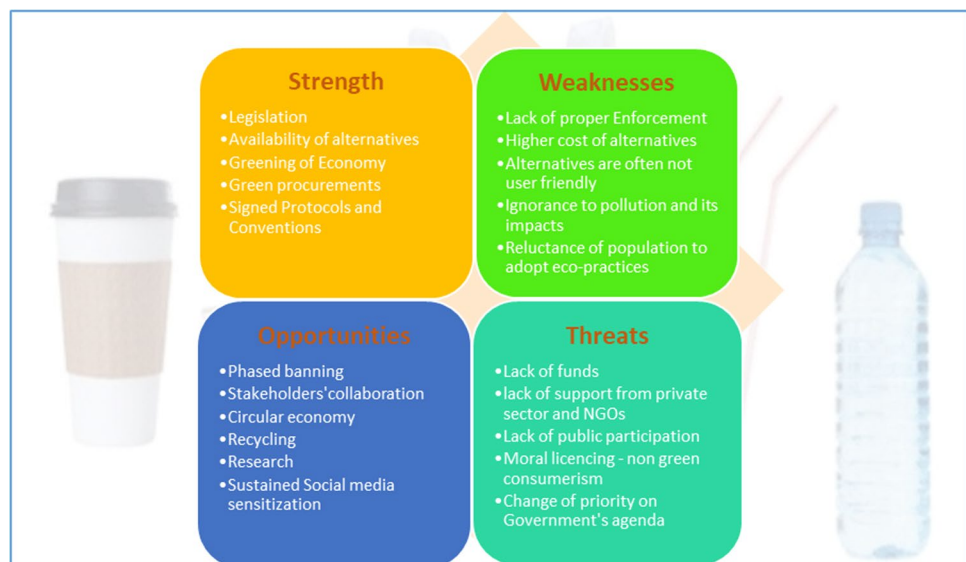 Strength
•Legislation
•Availability of alternatives
•Greening of Economy
•Green procurements
•Signed Protocols and
Conventions
Weaknesses
•Lack of proper Enforcement
•Higher cost of alternatives
•Alternatives are often not
user friendly
•Ignorance to pollution and its
impacts
•Reluctance of population to
adopt eco-practices
Opportunities
•Phased banning
•Stakeholders'collaboration
•Circular economy
•Recycling
•Research
•Sustained Social media
sensitization
Threats
•Lack of funds
•lack of support from private
sector and NGOs
•Lack of public participation
•Moral licencing - non green
consumerism
•Change of priority on
Government's agenda